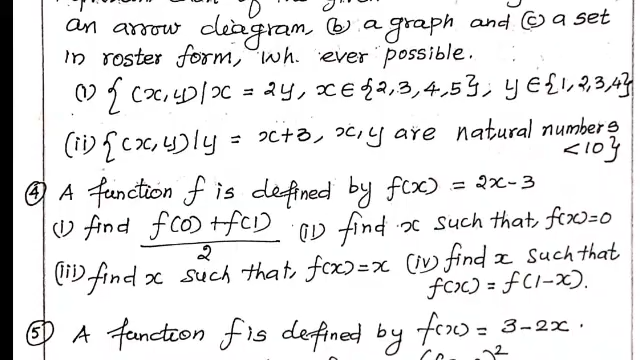 an arrow diagram, (b) a graph and (c) a set
in roster form, wh. ever possible.
(i) { (x,y)/x = 2y, x∈{2,3,4,5}, y∈{1,2,3,4}
(ii) {(x,y)/y = x+3, x,y are natural numbers <10}
④ A function f is defined by f(x) = 2x-3
(i) find f(0)+f(1)/2 (ii) find x such that, f(x)=0
(iii) find x such that, f(x)=x (iv) find x such that f(x) = f(1-x).
⑤ A function f is defined by f(x) = 3-2x.